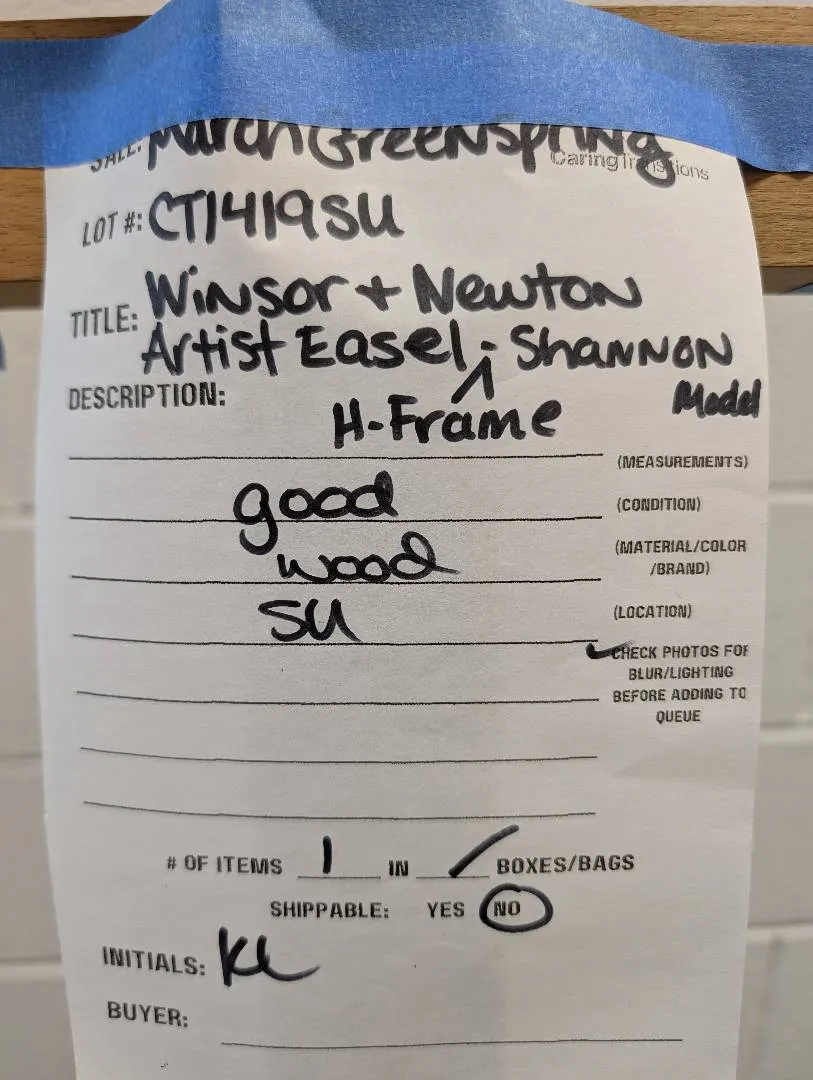 SALE: March Greenspring
CaringTransitions
LOT #: CT1419SU
TITLE: Winsor + Newton
Artist Easel; Shannon
DESCRIPTION: H-Frame Model
(MEASUREMENTS)
good (CONDITION)
wood (MATERIAL/COLOR
/BRAND)
SU (LOCATION)
CHECK PHOTOS FOR
BLUR/LIGHTING
BEFORE ADDING TO
QUEUE
# OF ITEMS 1 IN / BOXES/BAGS
SHIPPABLE: YES NO
INITIALS: KL
BUYER: